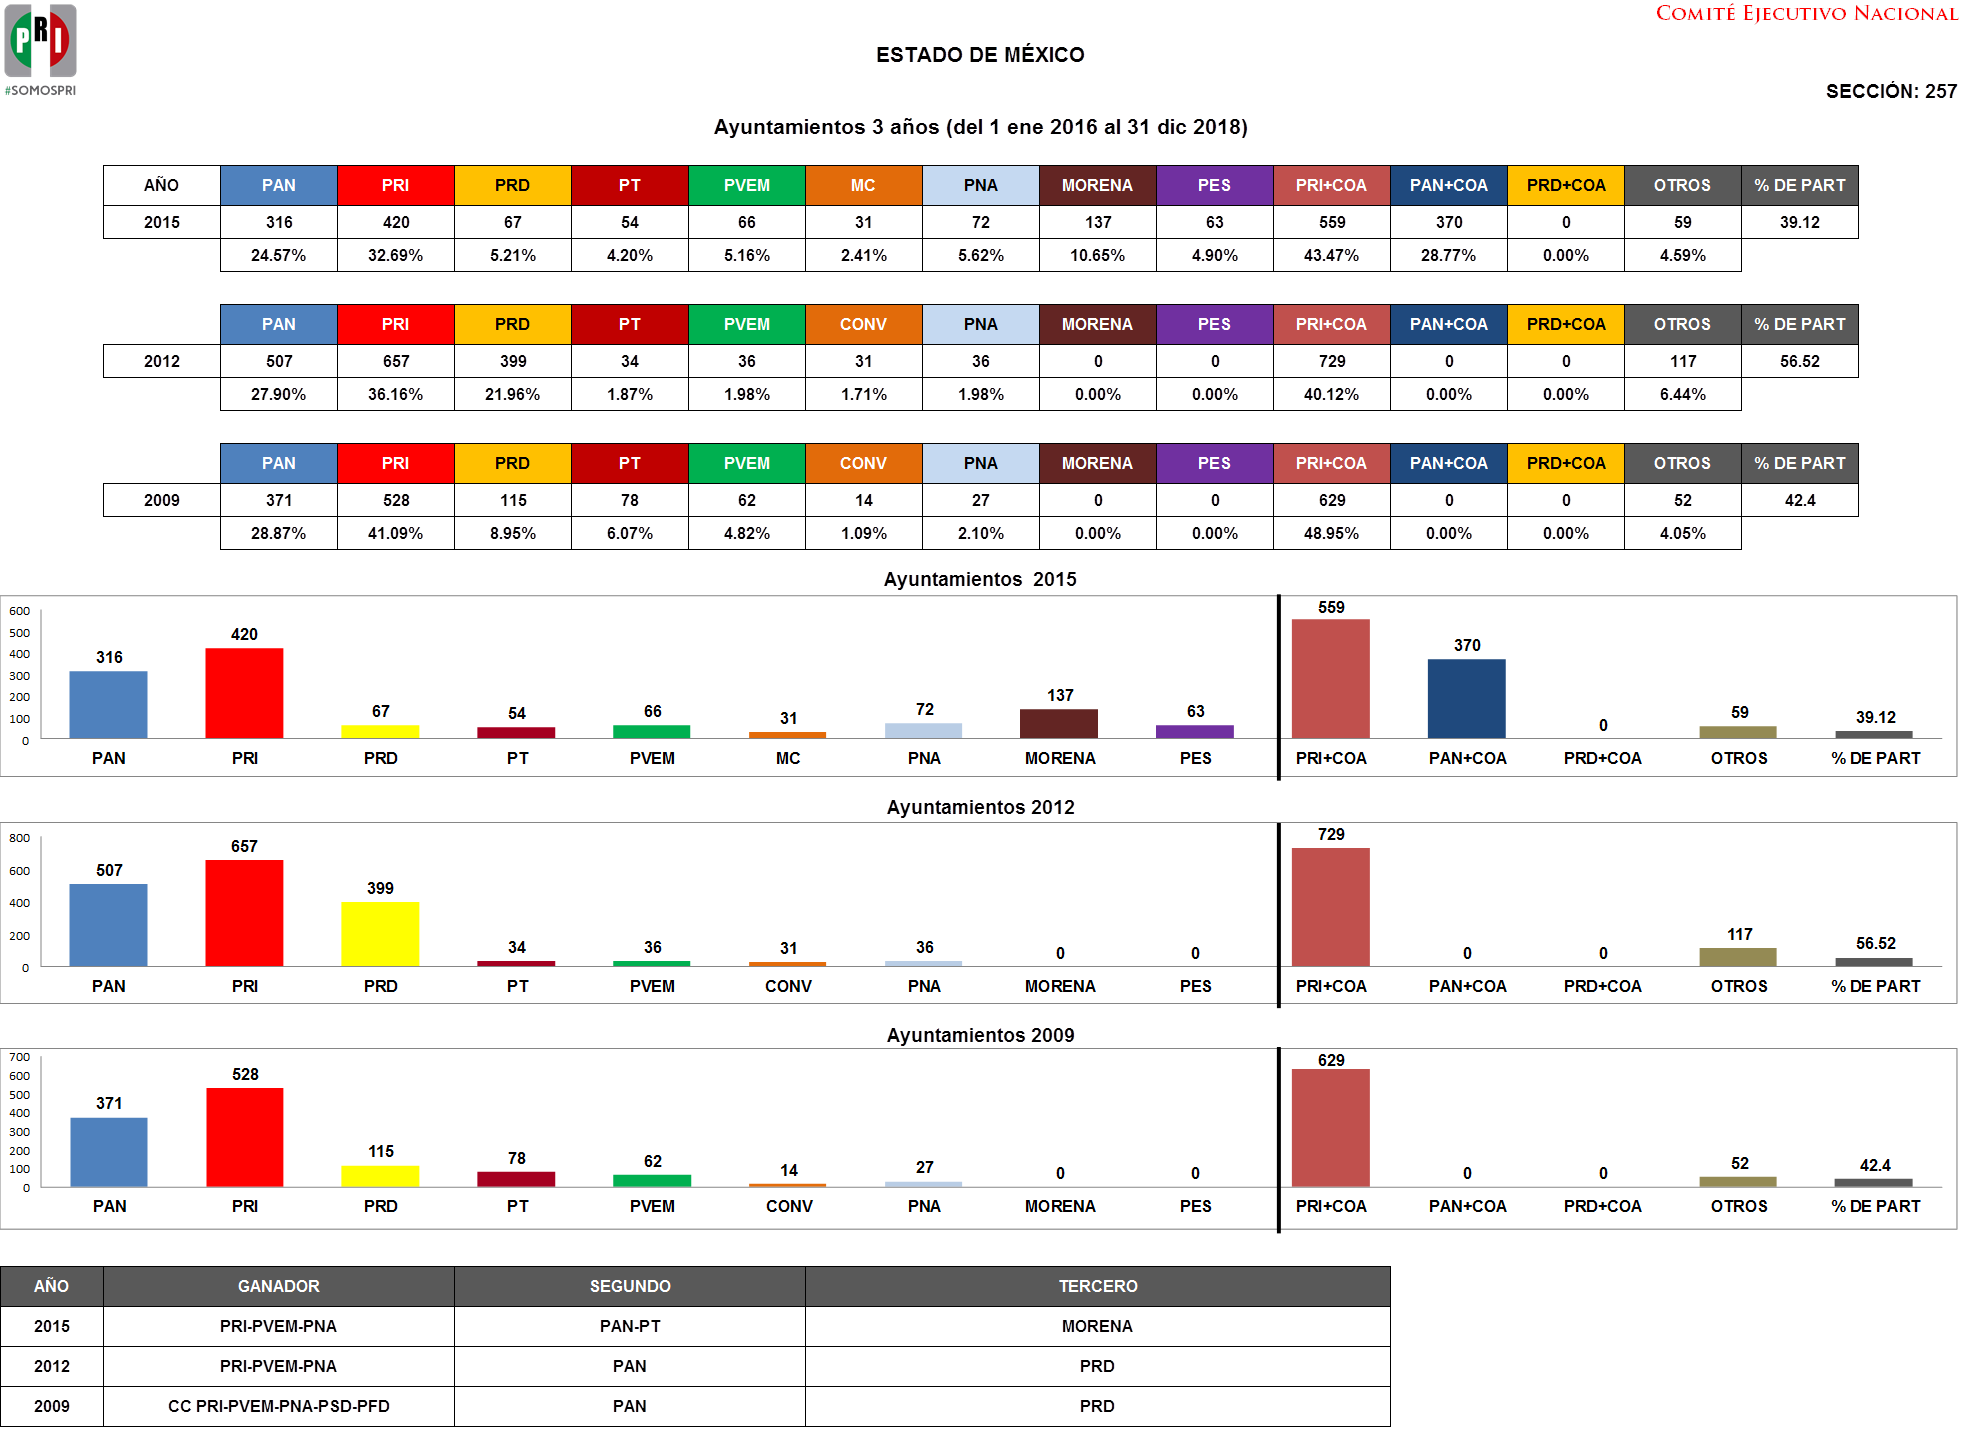 PRI
#SOMOSPRI
COMITÉ EJECUTIVO NACIONAL
ESTADO DE MÉXICO
SECCIÓN: 257
Ayuntamientos 3 años (del 1 ene 2016 al 31 dic 2018)
AÑO PAN PRI PRD PT PVEM MC PNA MORENA PES PRI+COA PAN+COA PRD+COA OTROS % DE PART
2015 316 420 67 54 66 31 72 137 63 559 370 0 59 39.12
24.57% 32.69% 5.21% 4.20% 5.16% 2.41% 5.62% 10.65% 4.90% 43.47% 28.77% 0.00% 4.59%
PAN PRI PRD PT PVEM CONV PNA MORENA PES PRI+COA PAN+COA PRD+COA OTROS % DE PART
2012 507 657 399 34 36 31 36 0 0 729 0 0 117 56.52
27.90% 36.16% 21.96% 1.87% 1.98% 1.71% 1.98% 0.00% 0.00% 40.12% 0.00% 0.00% 6.44%
PAN PRI PRD PT PVEM CONV PNA MORENA PES PRI+COA PAN+COA PRD+COA OTROS % DE PART
2009 371 528 115 78 62 14 27 0 0 629 0 0 52 42.4
28.87% 41.09% 8.95% 6.07% 4.82% 1.09% 2.10% 0.00% 0.00% 48.95% 0.00% 0.00% 4.05%
Ayuntamientos 2015
600
500
400
300
200
100
0
316 420 67 54 66 31 72 137 63 559 370 0 59 39.12
PAN PRI PRD PT PVEM MC PNA MORENA PES PRI+COA PAN+COA PRD+COA OTROS % DE PART
Ayuntamientos 2012
800
600
400
200
0
507 657 399 34 36 31 36 0 0 729 0 0 117 56.52
PAN PRI PRD PT PVEM CONV PNA MORENA PES PRI+COA PAN+COA PRD+COA OTROS % DE PART
Ayuntamientos 2009
700
600
500
400
300
200
100
0
371 528 115 78 62 14 27 0 0 629 0 0 52 42.4
PAN PRI PRD PT PVEM CONV PNA MORENA PES PRI+COA PAN+COA PRD+COA OTROS % DE PART
AÑO GANADOR SEGUNDO TERCERO
2015 PRI-PVEM-PNA PAN-PT MORENA
2012 PRI-PVEM-PNA PAN PRD
2009 CC PRI-PVEM-PNA-PSD-PFD PAN PRD